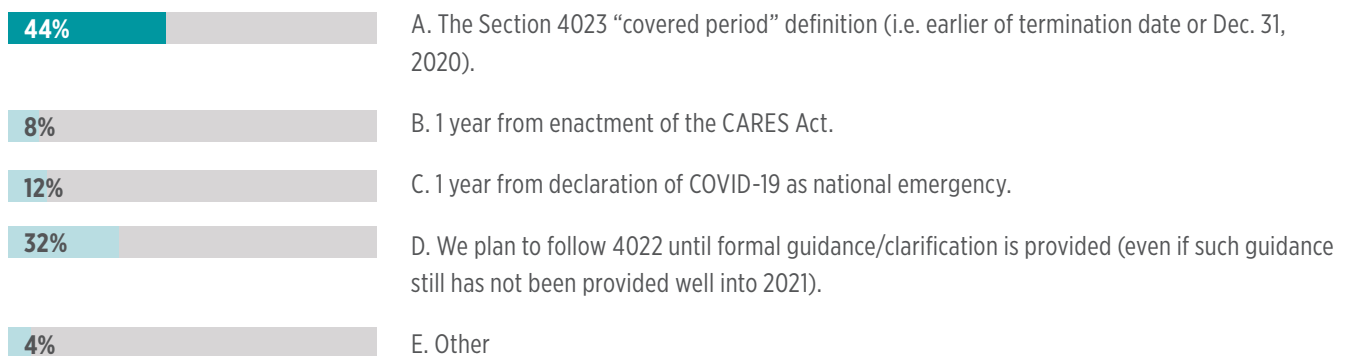 44%
A. The Section 4023 “covered period” definition (i.e. earlier of termination date or Dec. 31,
2020).
8%
B. 1 year from enactment of the CARES Act.
12%
C. 1 year from declaration of COVID-19 as national emergency.
32%
D. We plan to follow 4022 until formal guidance/clarification is provided (even if such guidance
still has not been provided well into 2021).
4%
E. Other